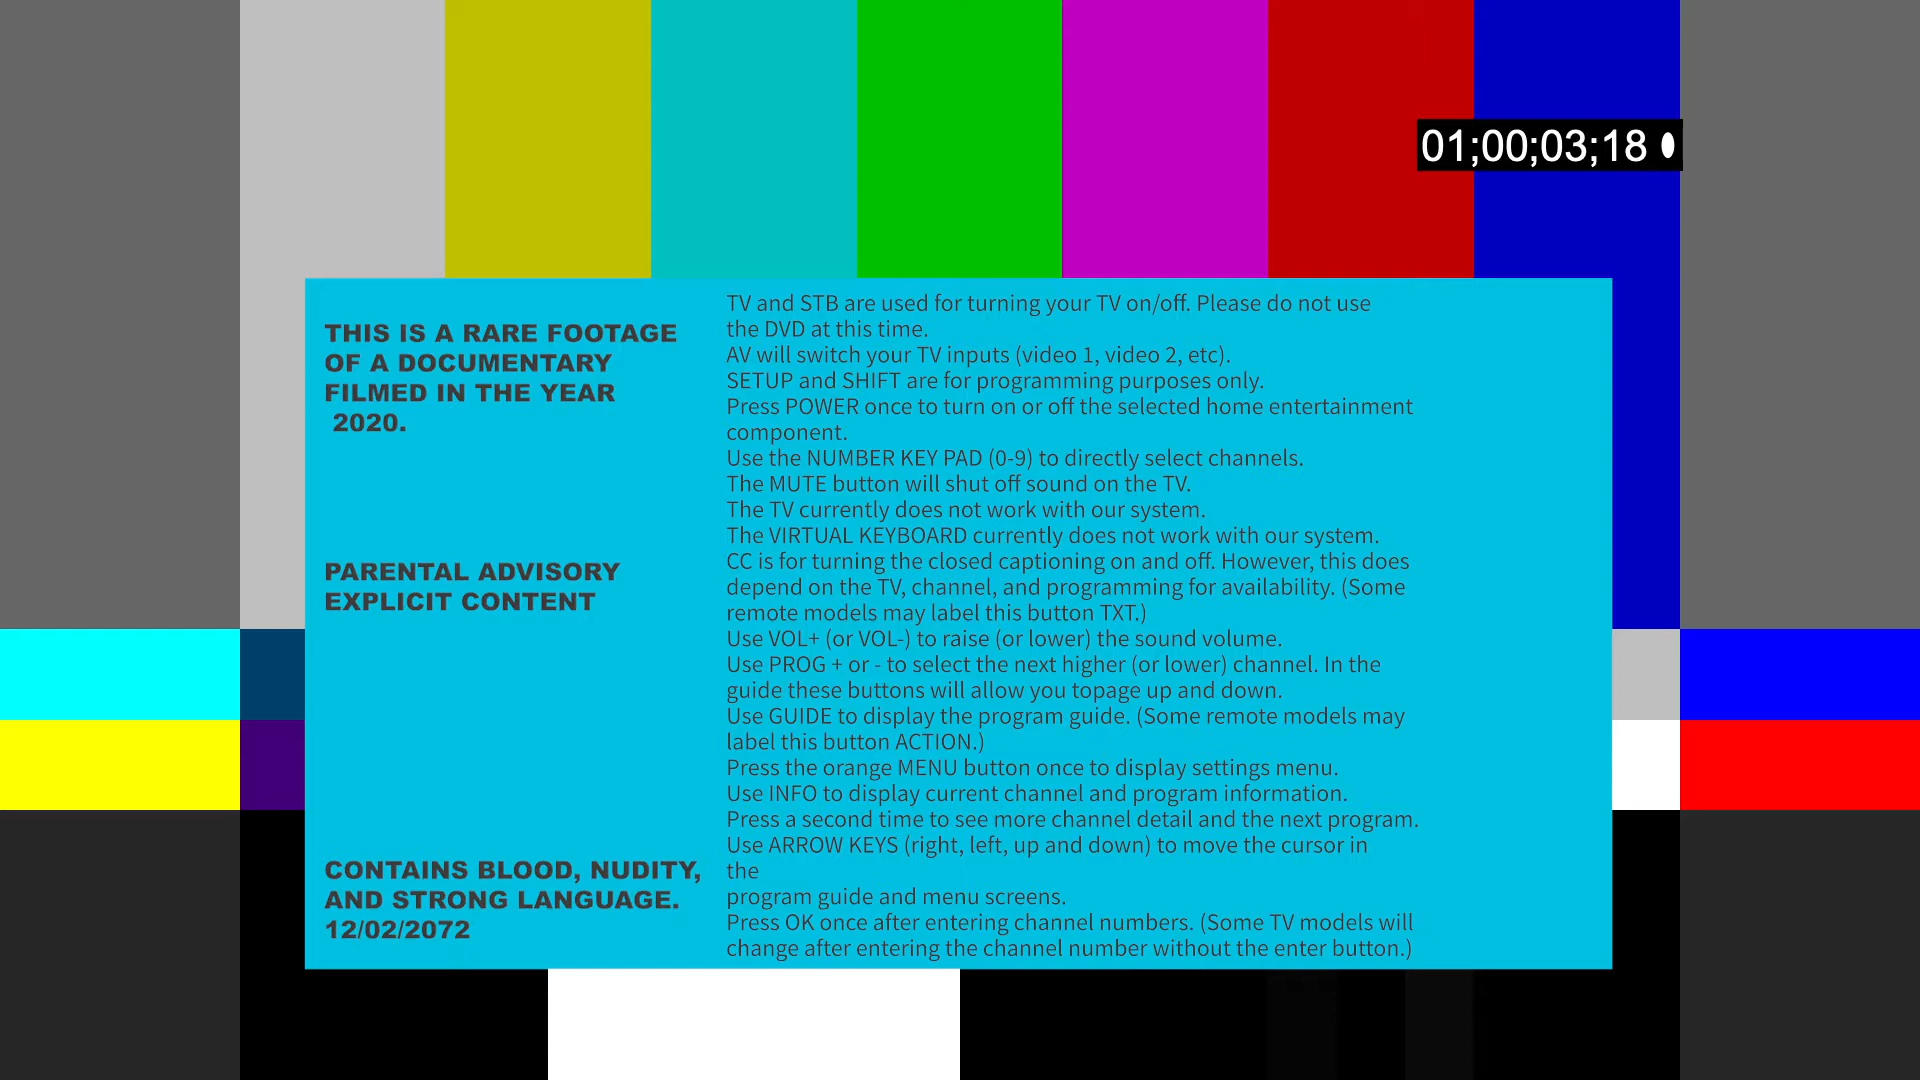 01;00;03;18
THIS IS A RARE FOOTAGE
OF A DOCUMENTARY
FILMED IN THE YEAR
2020.
PARENTAL ADVISORY
EXPLICIT CONTENT
CONTAINS BLOOD, NUDITY,
AND STRONG LANGUAGE.
12/02/2072
TV and STB are used for turning your TV on/off. Please do not use
the DVD at this time.
AV will switch your TV inputs (video 1, video 2, etc).
SETUP and SHIFT are for programming purposes only.
Press POWER once to turn on or off the selected home entertainment
component.
Use the NUMBER KEY PAD (0-9) to directly select channels.
The MUTE button will shut off sound on the TV.
The TV currently does not work with our system.
The VIRTUAL KEYBOARD currently does not work with our system.
CC is for turning the closed captioning on and off. However, this does
depend on the TV, channel, and programming for availability. (Some
remote models may label this button TXT.)
Use VOL+ (or VOL-) to raise (or lower) the sound volume.
Use PROG + or - to select the next higher (or lower) channel. In the
guide these buttons will allow you topage up and down.
Use GUIDE to display the program guide. (Some remote models may
label this button ACTION.)
Press the orange MENU button once to display settings menu.
Use INFO to display current channel and program information.
Press a second time to see more channel detail and the next program.
Use ARROW KEYS (right, left, up and down) to move the cursor in
the
program guide and menu screens.
Press OK once after entering channel numbers. (Some TV models will
change after entering the channel number without the enter button.)